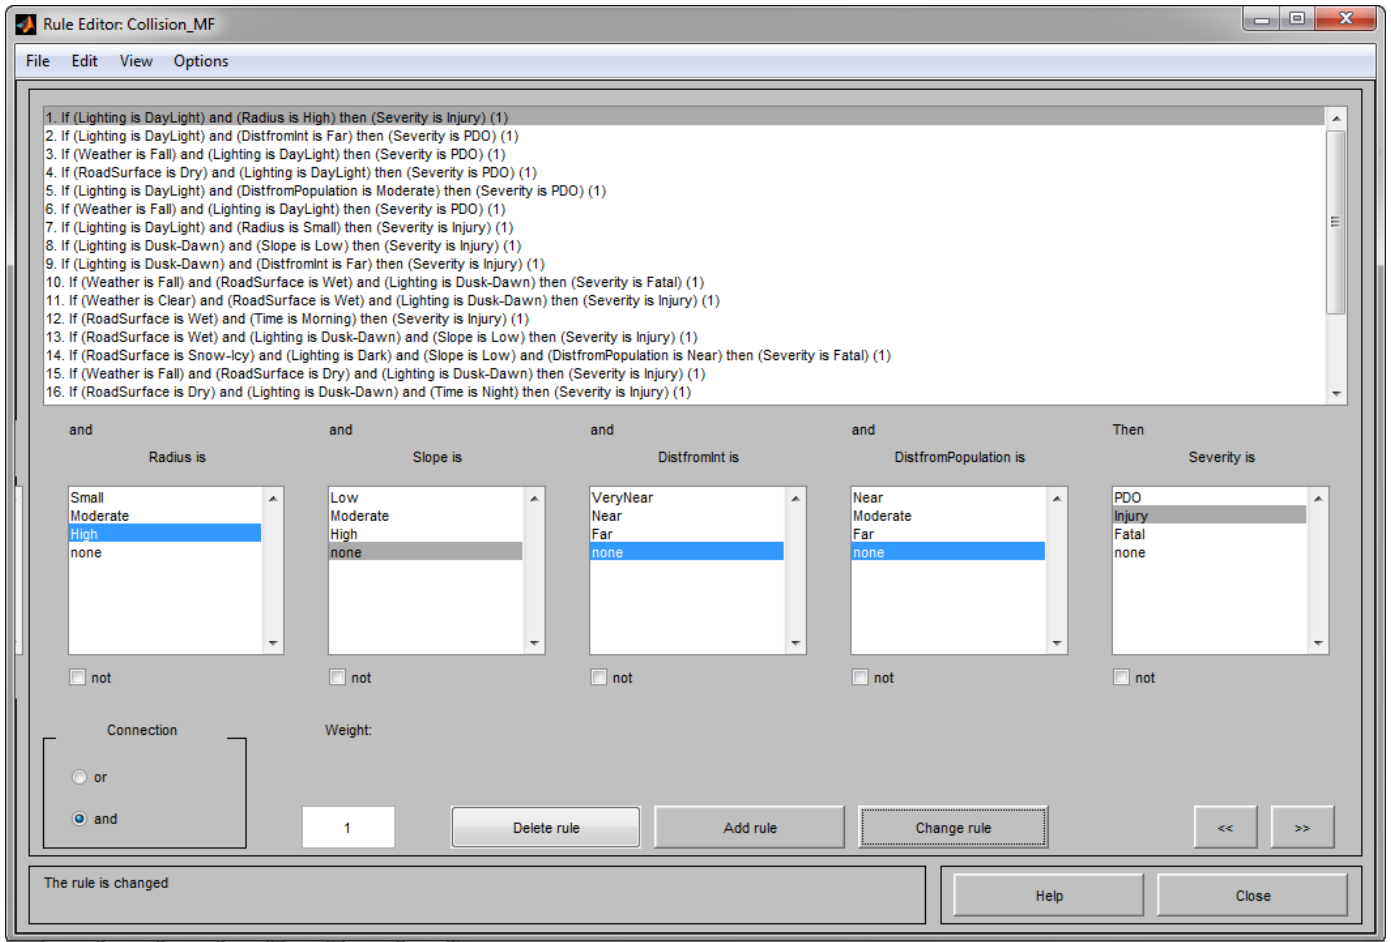 Rule Editor: Collision_MF
File Edit View Options
1. If (Lighting is DayLight) and (Radius is High) then (Severity is Injury) (1)
2. If (Lighting is DayLight) and (DistfromInt is Far) then (Severity is PDO) (1)
3. If (Weather is Fall) and (Lighting is DayLight) then (Severity is PDO) (1)
4. If (RoadSurface is Dry) and (Lighting is DayLight) then (Severity is PDO) (1)
5. If (Lighting is DayLight) and (DistfromPopulation is Moderate) then (Severity is PDO) (1)
6. If (Weather is Fall) and (Lighting is DayLight) then (Severity is PDO) (1)
7. If (Lighting is DayLight) and (Radius is Small) then (Severity is Injury) (1)
8. If (Lighting is Dusk-Dawn) and (Slope is Low) then (Severity is Injury) (1)
9. If (Lighting is Dusk-Dawn) and (DistfromInt is Far) then (Severity is Injury) (1)
10. If (Weather is Fall) and (RoadSurface is Wet) and (Lighting is Dusk-Dawn) then (Severity is Fatal) (1)
11. If (Weather is Clear) and (RoadSurface is Wet) and (Lighting is Dusk-Dawn) then (Severity is Injury) (1)
12. If (RoadSurface is Wet) and (Time is Morning) then (Severity is Injury) (1)
13. If (RoadSurface is Wet) and (Lighting is Dusk-Dawn) and (Slope is Low) then (Severity is Injury) (1)
14. If (RoadSurface is Snow-Icy) and (Lighting is Dark) and (Slope is Low) and (DistfromPopulation is Near) then (Severity is Fatal) (1)
15. If (Weather is Fall) and (RoadSurface is Dry) and (Lighting is Dusk-Dawn) then (Severity is Injury) (1)
16. If (RoadSurface is Dry) and (Lighting is Dusk-Dawn) and (Time is Night) then (Severity is Injury) (1)
and and and and Then
Radius is Slope is DistfromInt is DistfromPopulation is Severity is
Small Low VeryNear Near PDO
Moderate Moderate Near Moderate Injury
High High Far Far Fatal
none none none none none
not not not not not
Connection Weight:
or
and 1 Delete rule Add rule Change rule << >>
The rule is changed Help Close